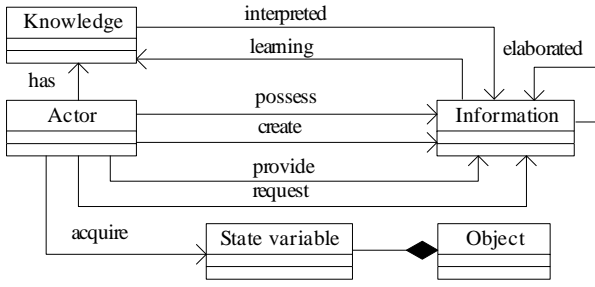 Knowledge
interpreted
learning
elaborated
has
Actor
possess
Information
create
provide
request
acquire
State variable
Object